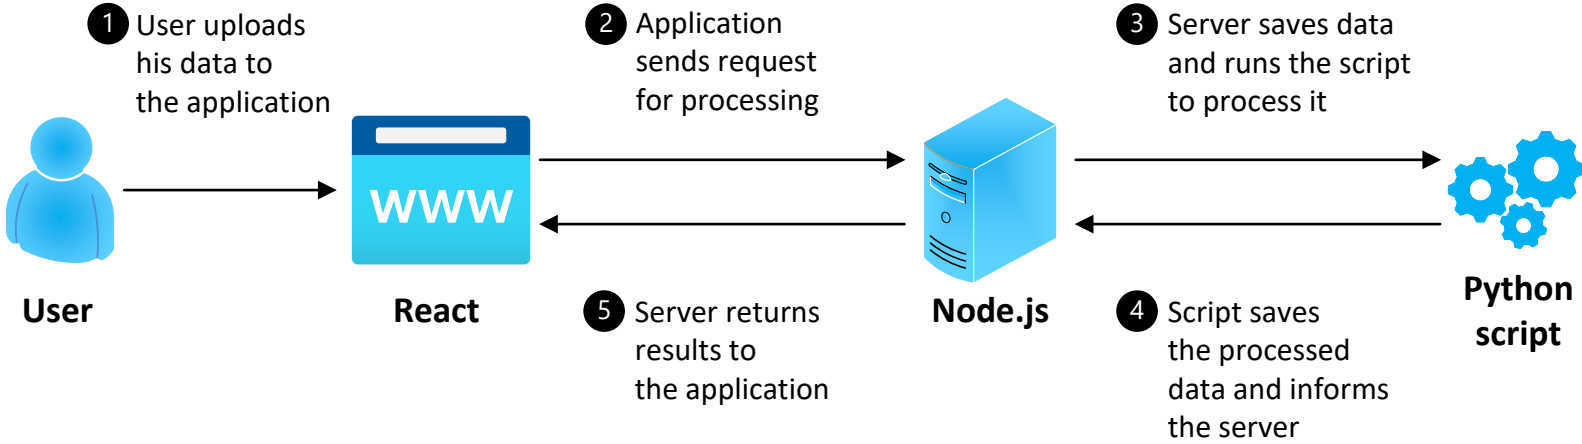 1 User uploads
his data to
the application
2 Application
sends request
for processing
3 Server saves data
and runs the script
to process it
www
User
React
Node.js
Python
script
5 Server returns
results to
the application
4 Script saves
the processed
data and informs
the server